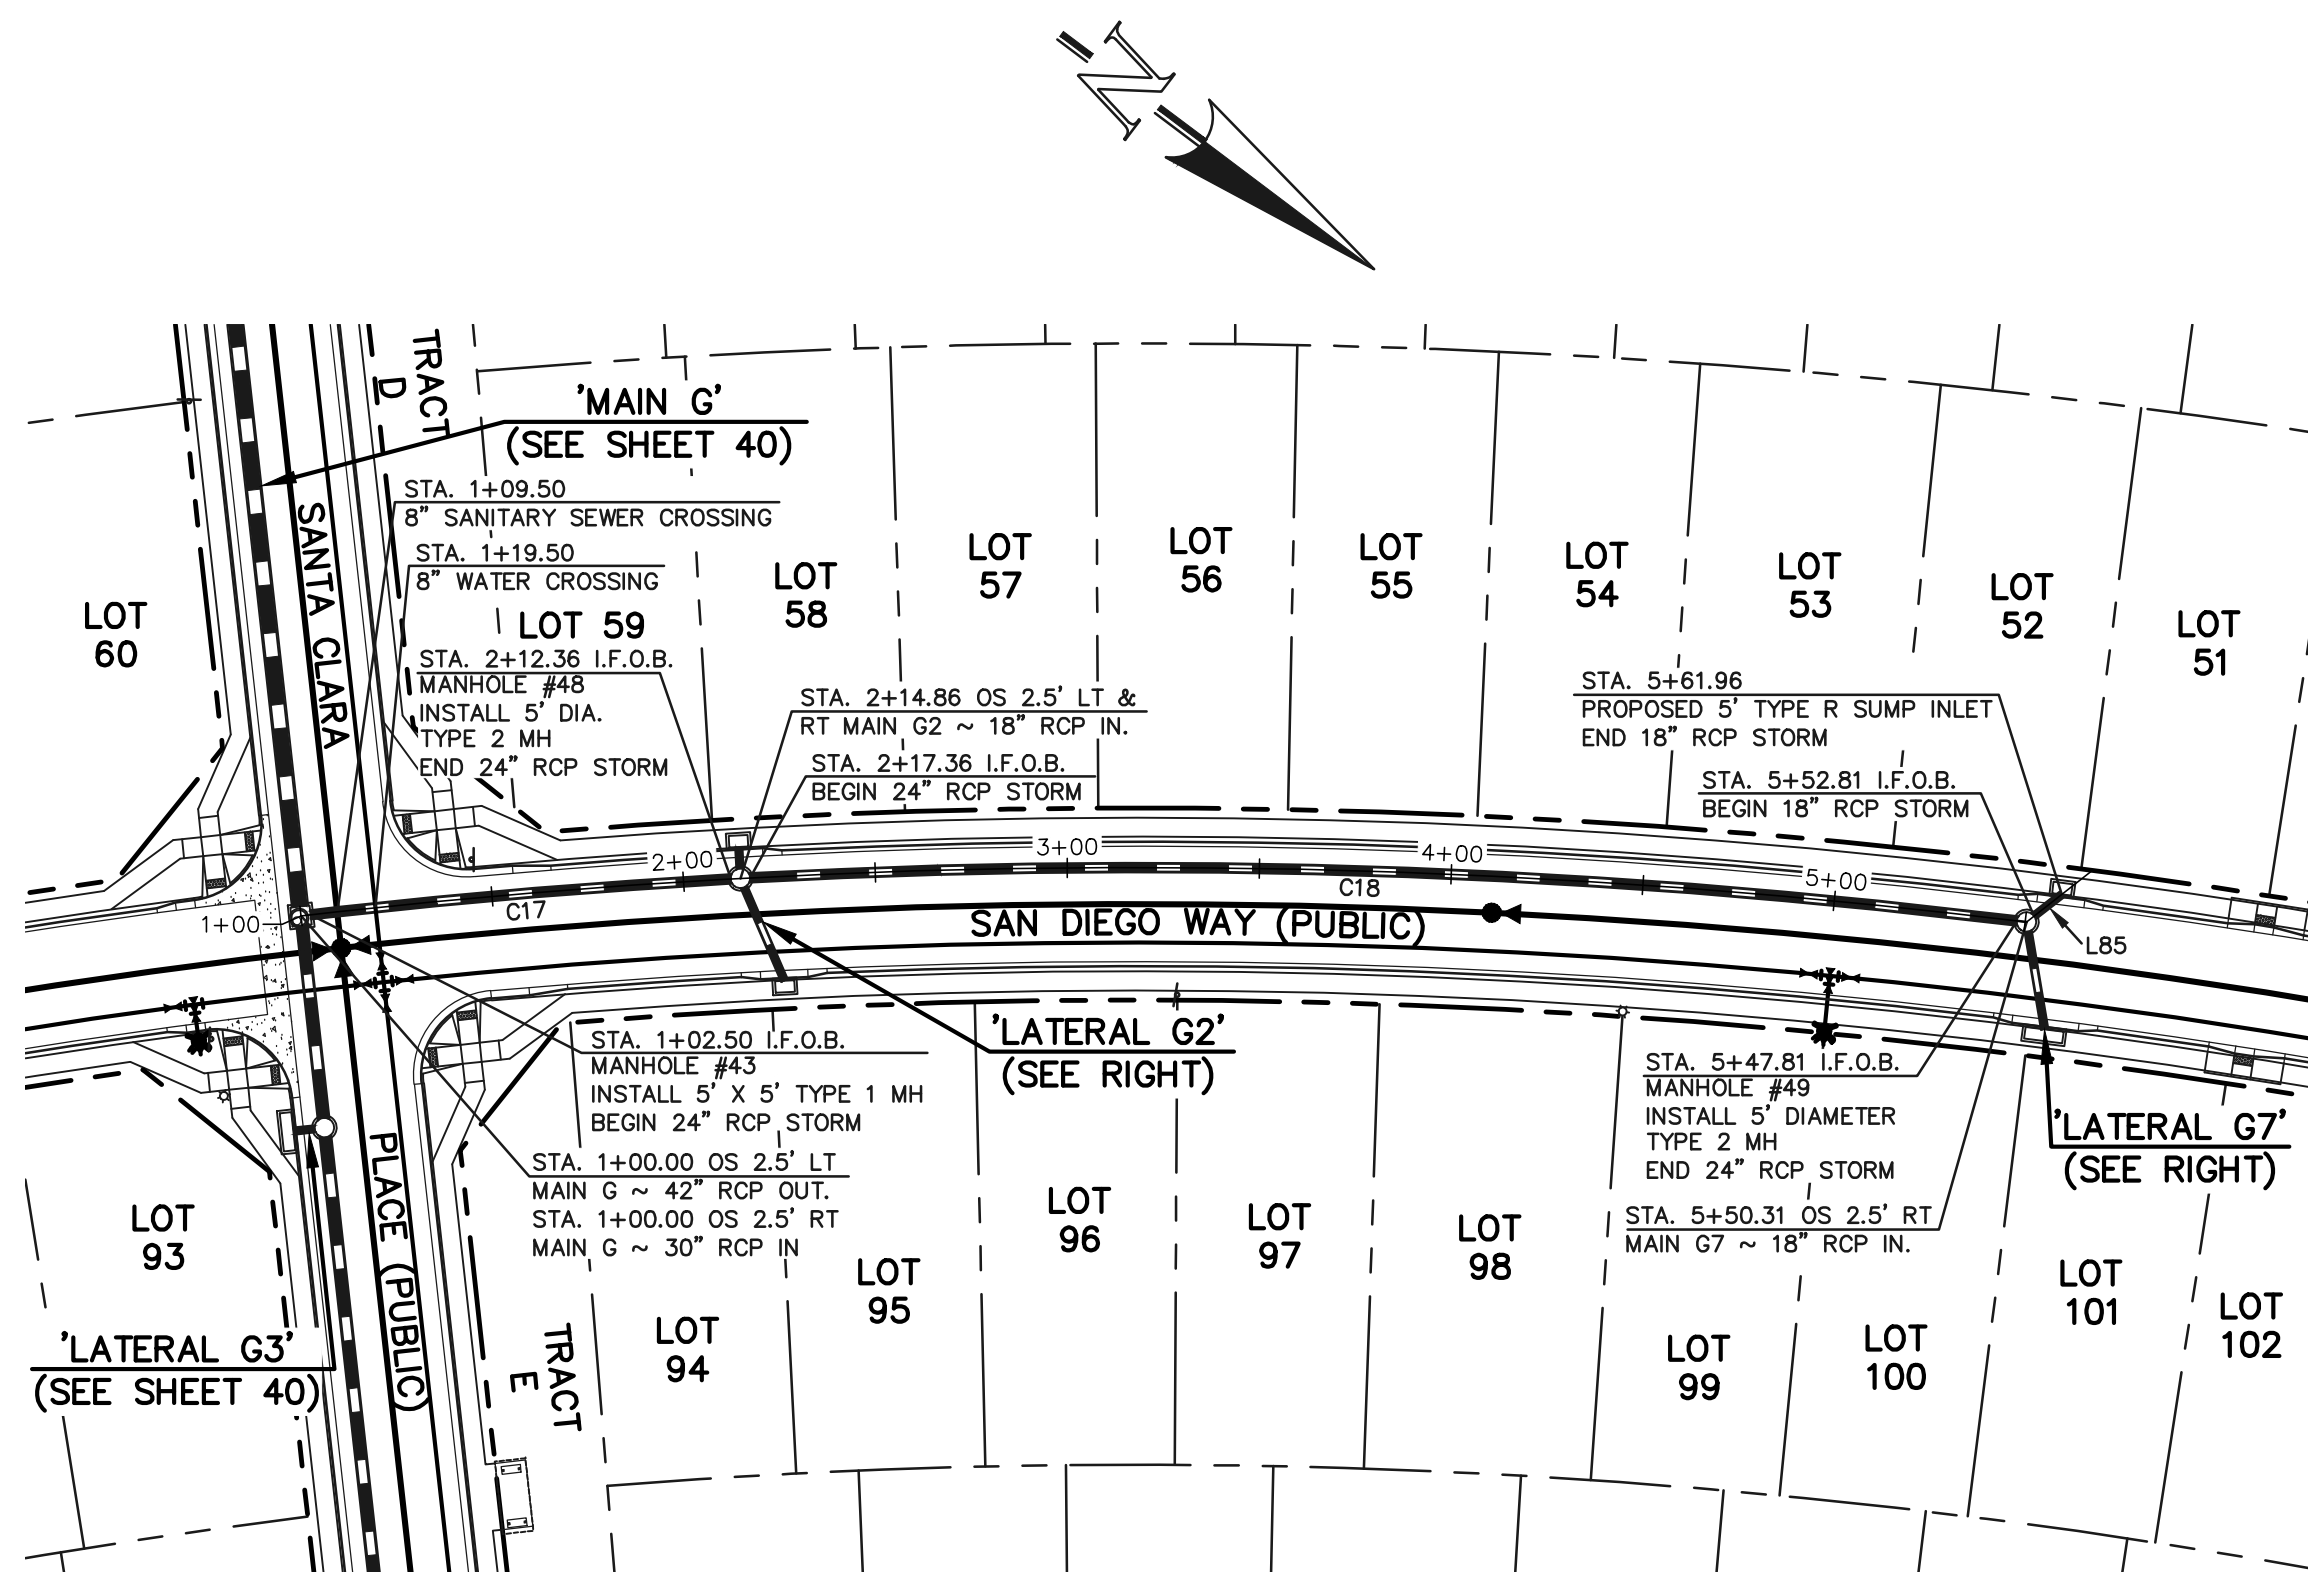 N
TRACT
D
'MAIN G'
(SEE SHEET 40)
STA. 1+09.50
8" SANITARY SEWER CROSSING
STA. 1+19.50
8" WATER CROSSING
SANTA CLARA
LOT
60
LOT 59
LOT
58
LOT
57
LOT
56
LOT
55
LOT
54
LOT
53
LOT
52
LOT
51
STA. 2+12.36 I.F.O.B.
MANHOLE #48
INSTALL 5' DIA.
TYPE 2 MH
END 24" RCP STORM
STA. 2+14.86 OS 2.5' LT &
RT MAIN G2 ~ 18" RCP IN.
STA. 2+17.36 I.F.O.B.
BEGIN 24" RCP STORM
STA. 5+61.96
PROPOSED 5' TYPE R SUMP INLET
END 18" RCP STORM
STA. 5+52.81 I.F.O.B.
BEGIN 18" RCP STORM
1+00
2+00
3+00
4+00
5+00
C17
C18
SAN DIEGO WAY (PUBLIC)
L85
STA. 1+02.50 I.F.O.B.
MANHOLE #43
INSTALL 5' X 5' TYPE 1 MH
BEGIN 24" RCP STORM
STA. 1+00.00 OS 2.5' LT
MAIN G ~ 42" RCP OUT.
STA. 1+00.00 OS 2.5' RT
MAIN G ~ 30" RCP IN
'LATERAL G2'
(SEE RIGHT)
STA. 5+47.81 I.F.O.B.
MANHOLE #49
INSTALL 5' DIAMETER
TYPE 2 MH
END 24" RCP STORM
STA. 5+50.31 OS 2.5' RT
MAIN G7 ~ 18" RCP IN.
'LATERAL G7'
(SEE RIGHT)
PLACE (PUBLIC)
LOT
93
'LATERAL G3'
(SEE SHEET 40)
TRACT
E
LOT
94
LOT
95
LOT
96
LOT
97
LOT
98
LOT
99
LOT
100
LOT
101
LOT
102